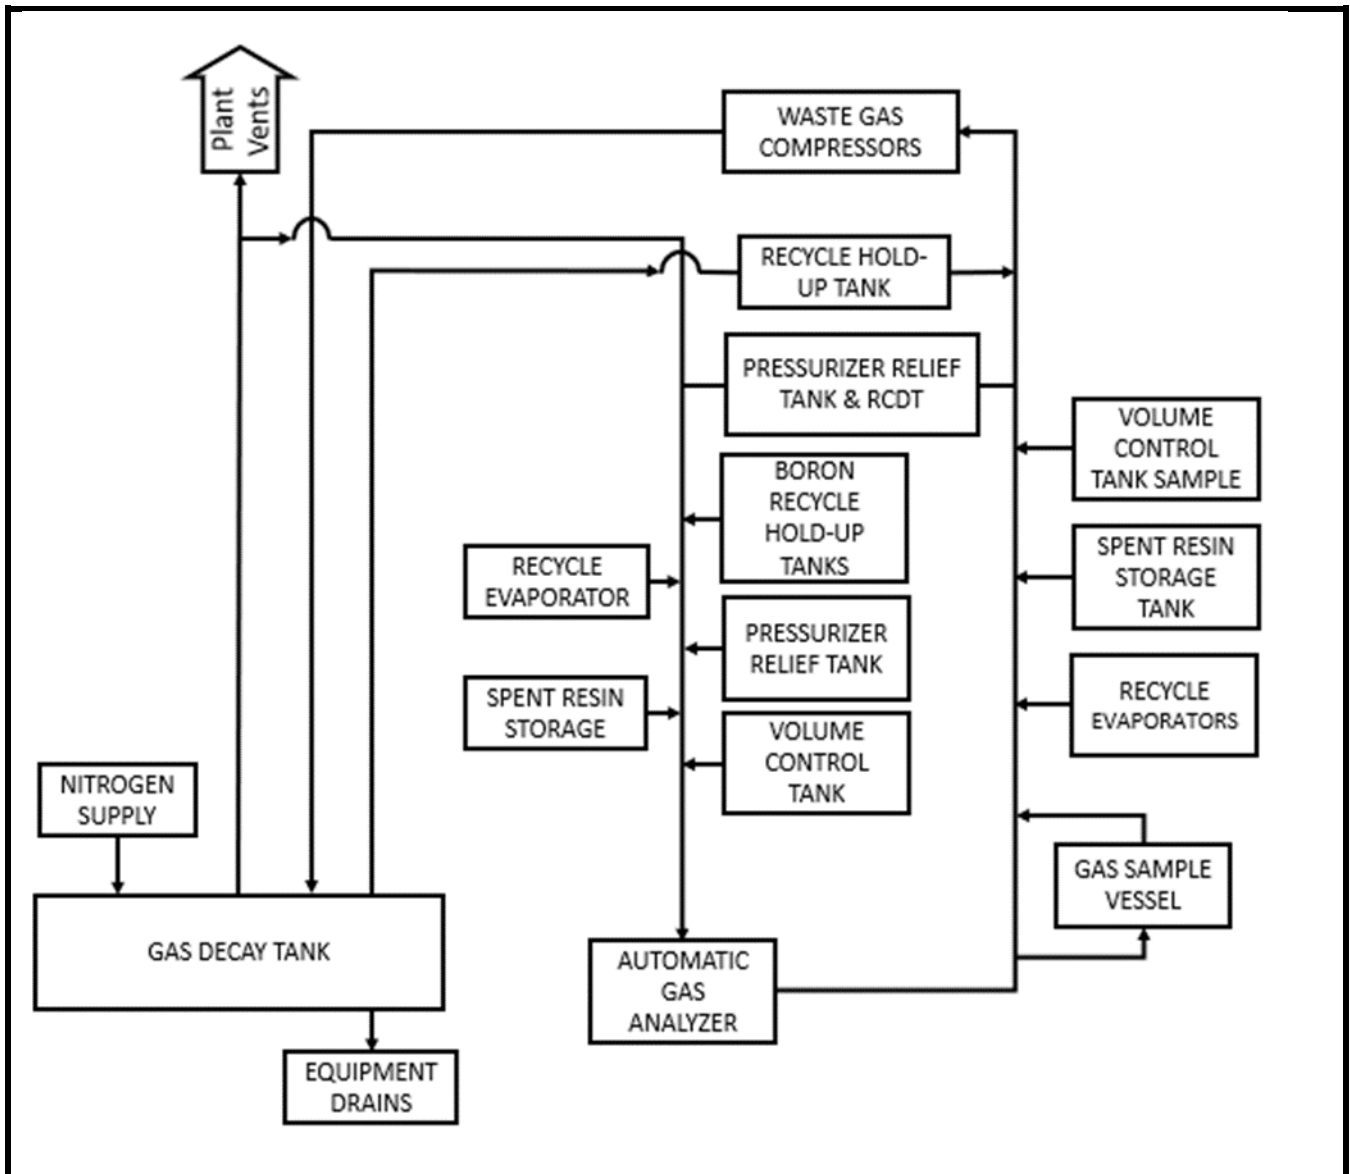 Plant
Vents
WASTE GAS
COMPRESSORS
RECYCLE HOLD-
UP TANK
PRESSURIZER RELIEF
TANK & RCDT
VOLUME
CONTROL
TANK SAMPLE
BORON
RECYCLE
HOLD-UP
TANKS
SPENT RESIN
STORAGE
TANK
RECYCLE
EVAPORATOR
PRESSURIZER
RELIEF TANK
RECYCLE
EVAPORATORS
SPENT RESIN
STORAGE
VOLUME
CONTROL
TANK
NITROGEN
SUPPLY
GAS SAMPLE
VESSEL
GAS DECAY TANK
AUTOMATIC
GAS
ANALYZER
EQUIPMENT
DRAINS